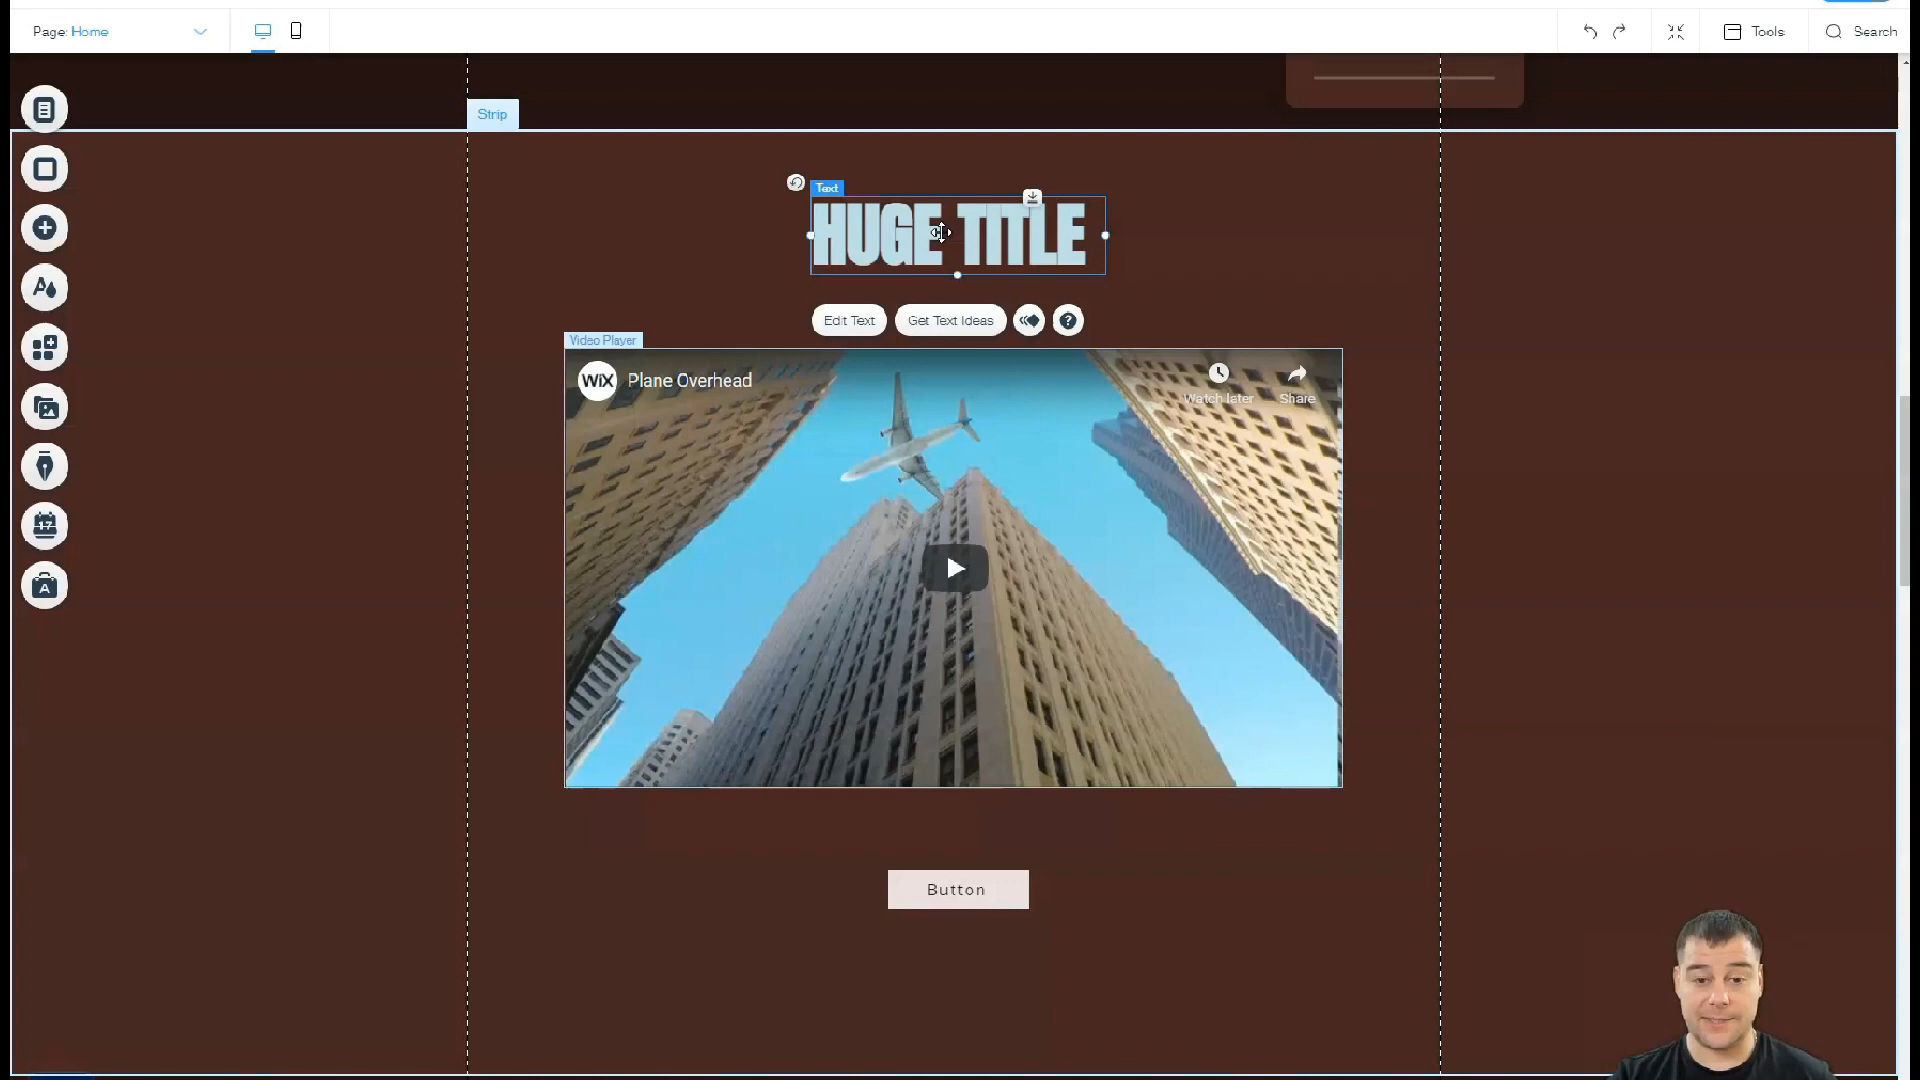 Page: Home
Tools
Search
Strip
Text
HUGE TITLE
Edit Text
Get Text Ideas
?
Video Player
WIX
Plane Overhead
Watch later
Share
17
A
Button